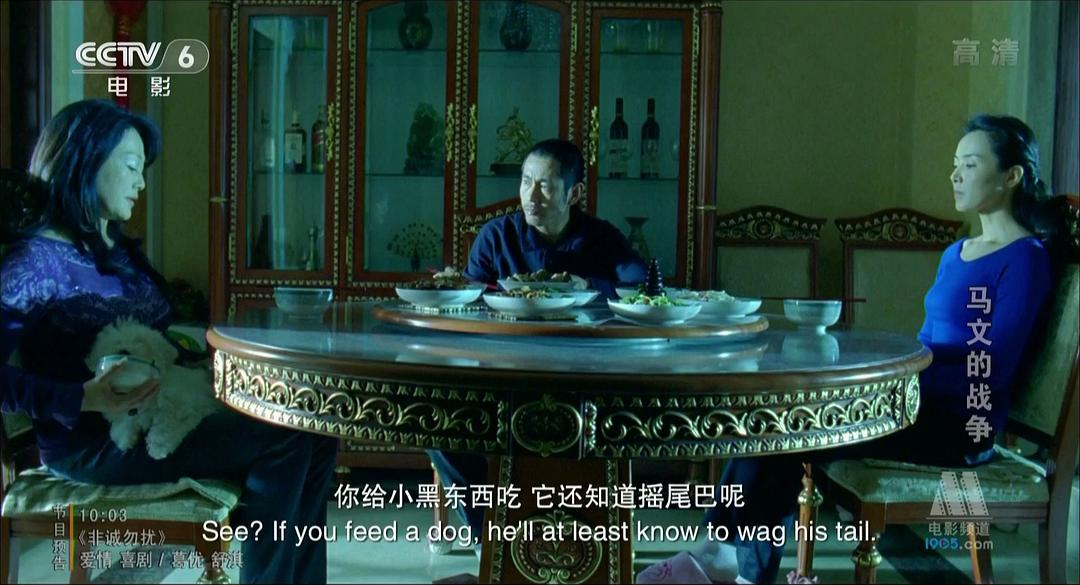 CCTV 6
电影
高清
马文的战争
你给小黑东西吃 它还知道摇尾巴呢
See? If you feed a dog, he'll at least know to wag his tail.
节目预告
10:03
《非诚勿扰》
爱情 喜剧 / 葛优 舒淇
电影频道
1905.com